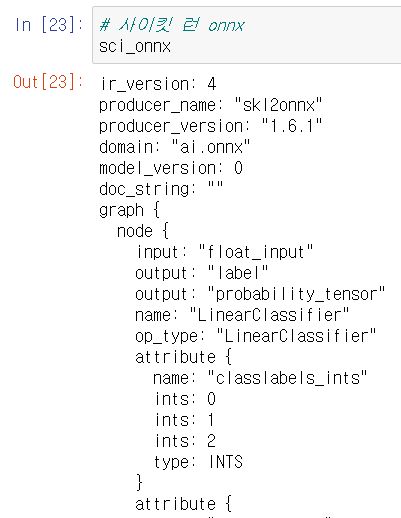 In [23]: # 사이킷 런 onnx
sci_onnx
Out[23]: ir_version: 4
producer_name: "skl2onnx"
producer_version: "1.6.1"
domain: "ai.onnx"
model_version: 0
doc_string: ""
graph {
node {
input: "float_input"
output: "label"
output: "probability_tensor"
name: "LinearClassifier"
op_type: "LinearClassifier"
attribute {
name: "classlabels_ints"
ints: 0
ints: 1
ints: 2
type: INTS
}
attribute {